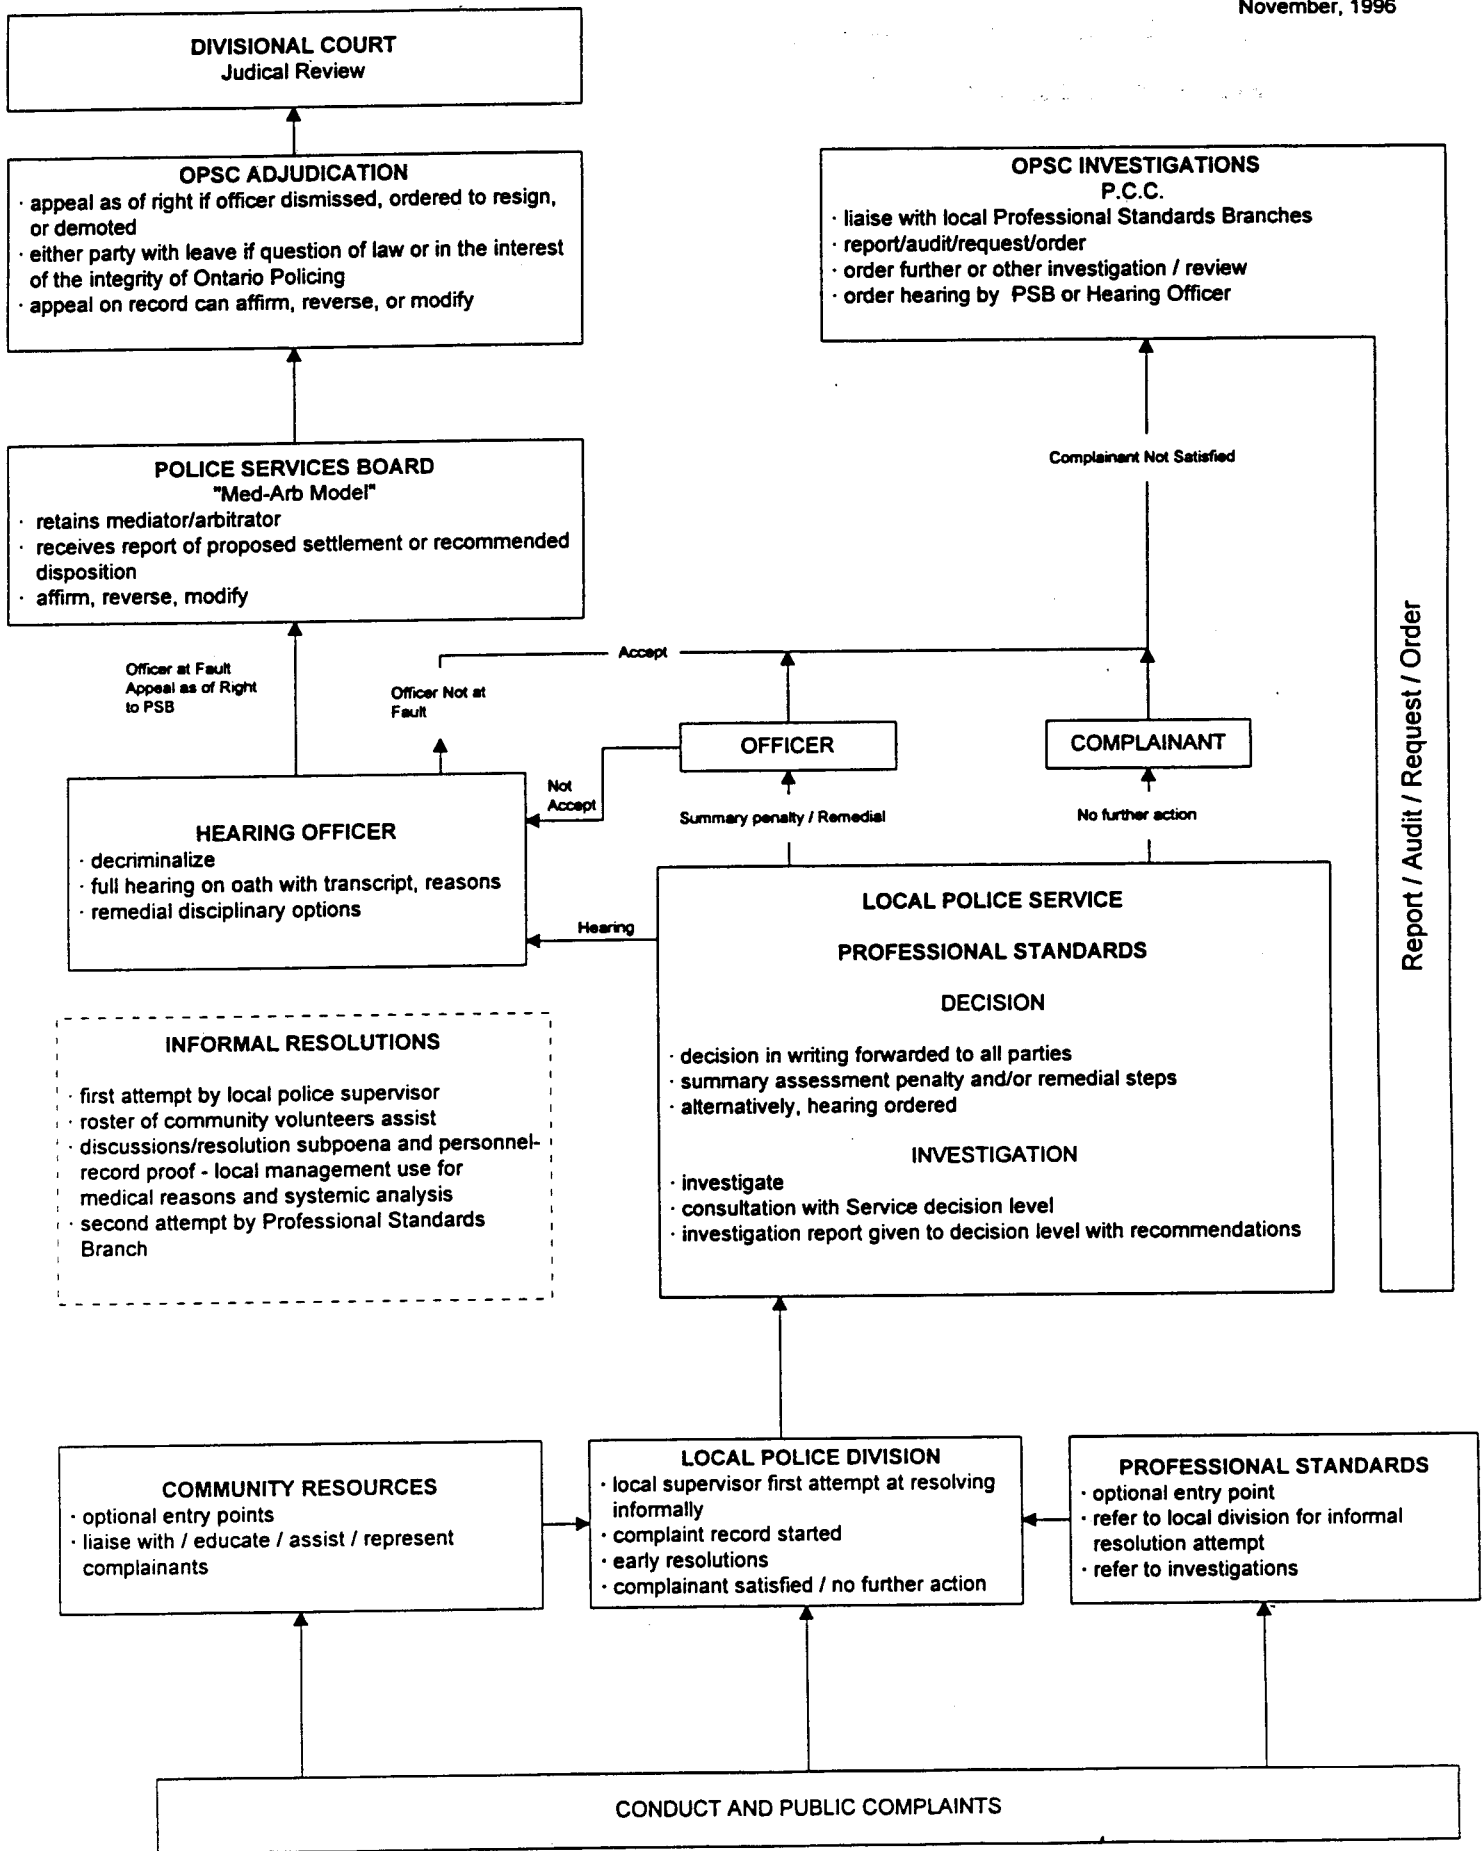 November, 1996
DIVISIONAL COURT
Judical Review
OPSC ADJUDICATION
· appeal as of right if officer dismissed, ordered to resign,
or demoted
· either party with leave if question of law or in the interest
of the integrity of Ontario Policing
· appeal on record can affirm, reverse, or modify
OPSC INVESTIGATIONS
P.C.C.
· liaise with local Professional Standards Branches
· report/audit/request/order
· order further or other investigation / review
· order hearing by PSB or Hearing Officer
POLICE SERVICES BOARD
"Med-Arb Model"
· retains mediator/arbitrator
· receives report of proposed settlement or recommended
disposition
· affirm, reverse, modify
Complainant Not Satisfied
Report / Audit / Request / Order
Officer at Fault
Appeal as of Right
to PSB
Officer Not at
Fault
Accept
OFFICER
COMPLAINANT
Not
Accept
Summary penalty / Remedial
No further action
HEARING OFFICER
· decriminalize
· full hearing on oath with transcript, reasons
· remedial disciplinary options
Hearing
LOCAL POLICE SERVICE
PROFESSIONAL STANDARDS
DECISION
· decision in writing forwarded to all parties
· summary assessment penalty and/or remedial steps
· alternatively, hearing ordered
INVESTIGATION
· investigate
· consultation with Service decision level
· investigation report given to decision level with recommendations
INFORMAL RESOLUTIONS
· first attempt by local police supervisor
· roster of community volunteers assist
· discussions/resolution subpoena and personnel-
record proof - local management use for
medical reasons and systemic analysis
· second attempt by Professional Standards
Branch
COMMUNITY RESOURCES
· optional entry points
· liaise with / educate / assist / represent
complainants
LOCAL POLICE DIVISION
· local supervisor first attempt at resolving
informally
· complaint record started
· early resolutions
· complainant satisfied / no further action
PROFESSIONAL STANDARDS
· optional entry point
· refer to local division for informal
resolution attempt
· refer to investigations
CONDUCT AND PUBLIC COMPLAINTS